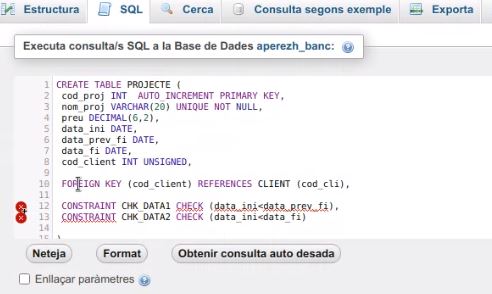 Estructura SQL Cerca Consulta segons exemple Exporta
Executa consulta/s SQL a la Base de Dades aperezh_banc:
1 CREATE TABLE PROJECTE (
2 cod_proj INT AUTO_INCREMENT PRIMARY KEY,
3 nom_proj VARCHAR(20) UNIQUE NOT NULL,
4 preu DECIMAL(6,2),
5 data_ini DATE,
6 data_prev_fi DATE,
7 data_fi DATE,
8 cod_client INT UNSIGNED,
9
10 FOREIGN KEY (cod_client) REFERENCES CLIENT (cod_cli),
11
12 CONSTRAINT CHK_DATA1 CHECK (data_ini<data_prev_fi),
13 CONSTRAINT CHK_DATA2 CHECK (data_ini<data_fi)
14
Neteja Format Obtenir consulta auto desada
Enllaçar paràmetres